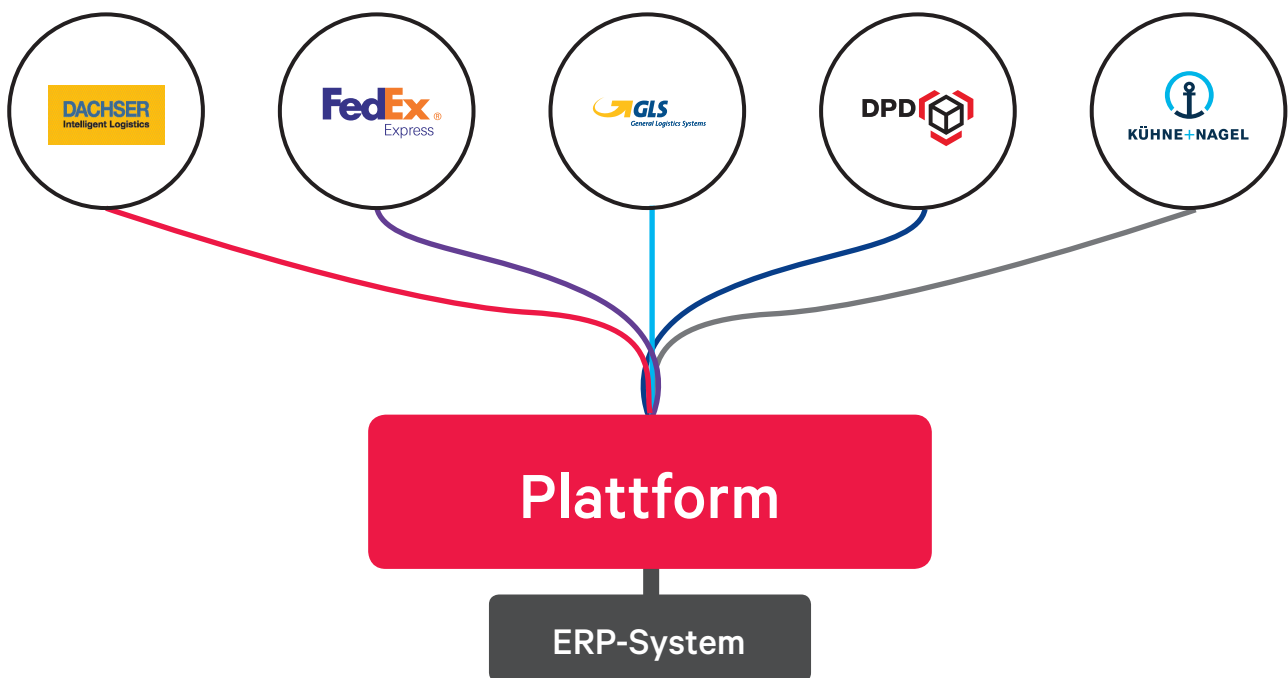 DACHSER
Intelligent Logistics
FedEx®
Express
GLS
General Logistics Systems
DPD
KÜHNE+NAGEL
Plattform
ERP-System